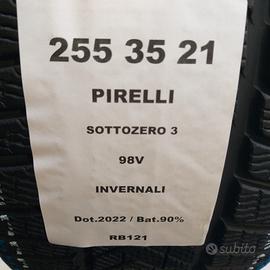 255 35 21
PIRELLI
SOTTOZERO 3
98V
INVERNALI
Dot.2022 / Bat.90%
RB121
subito